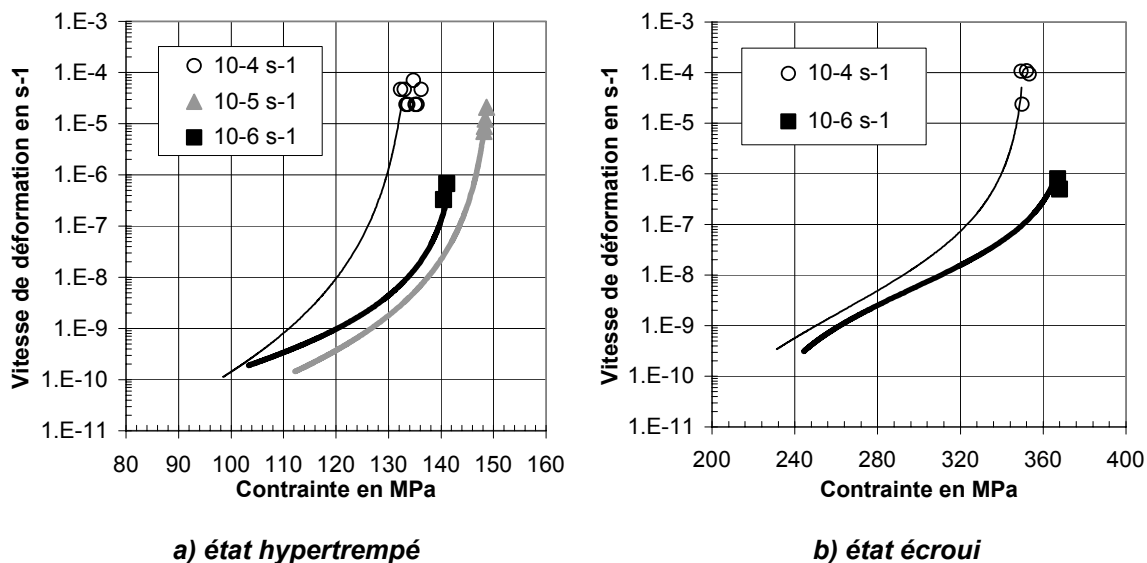 1.E-3
1.E-4
1.E-5
1.E-6
1.E-7
1.E-8
1.E-9
1.E-10
1.E-11
Vitesse de déformation en s-1
10-4 s-1
10-5 s-1
10-6 s-1
80 90 100 110 120 130 140 150 160
Contrainte en MPa
a) état hypertrempé
1.E-3
1.E-4
1.E-5
1.E-6
1.E-7
1.E-8
1.E-9
1.E-10
1.E-11
Vitesse de déformation en s-1
10-4 s-1
10-6 s-1
200 240 280 320 360 400
Contrainte en MPa
b) état écroui